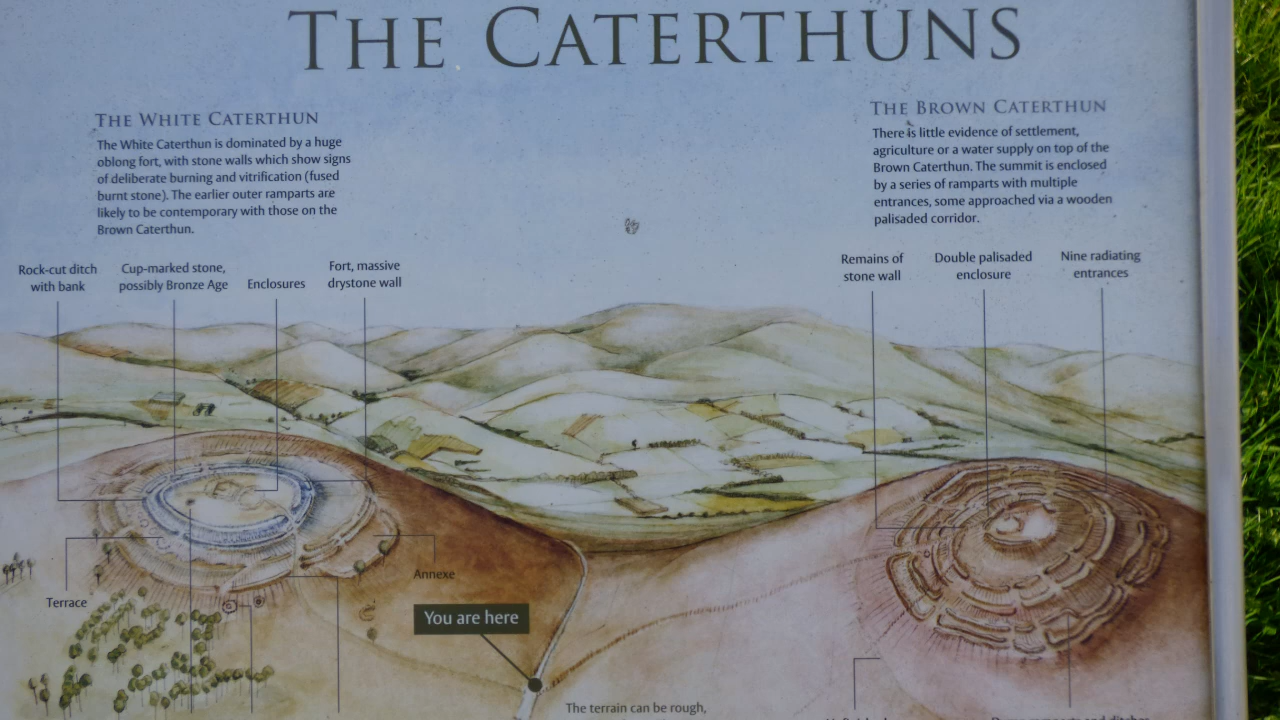 THE CATERTHUNS
THE WHITE CATERTHUN
The White Caterthun is dominated by a huge
oblong fort, with stone walls which show signs
of deliberate burning and vitrification (fused
burnt stone). The earlier outer ramparts are
likely to be contemporary with those on the
Brown Caterthun.
THE BROWN CATERTHUN
There is little evidence of settlement,
agriculture or a water supply on top of the
Brown Caterthun. The summit is enclosed
by a series of ramparts with multiple
entrances, some approached via a wooden
palisaded corridor.
Rock-cut ditch
with bank
Cup-marked stone,
possibly Bronze Age
Enclosures
Fort, massive
drystone wall
Remains of
stone wall
Double palisaded
enclosure
Nine radiating
entrances
Annexe
Terrace
You are here
The terrain can be rough,